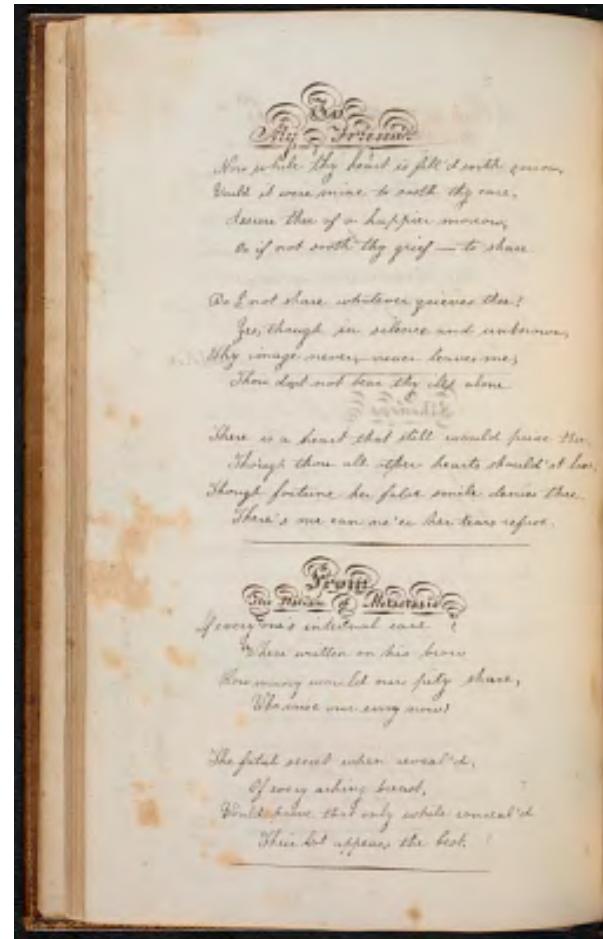 To
My Friend
Now while thy heart is fill'd with sorrow,
Would it were mine to sooth thy care,
Assure thee of a happier morrow,
Or if not sooth thy grief — to share
Do I not share whatever grieves thee?
Yes, though in silence and unknown,
Thy image never, never leaves me,
Thou dost not bear thy ills alone
There is a heart that still would prize thee
Though thou all other hearts should'st lose,
Though fortune her false smile denies thee
There's one can ne'er her tears refuse.
From
The Italian of Metastasio
If every one's internal care
Where written on his brow
How many would our pity share,
Who move our envy now!
The fatal secret when reveal'd,
Of every aching breast,
Would prove that only while conceal'd
Their lot appears the best.